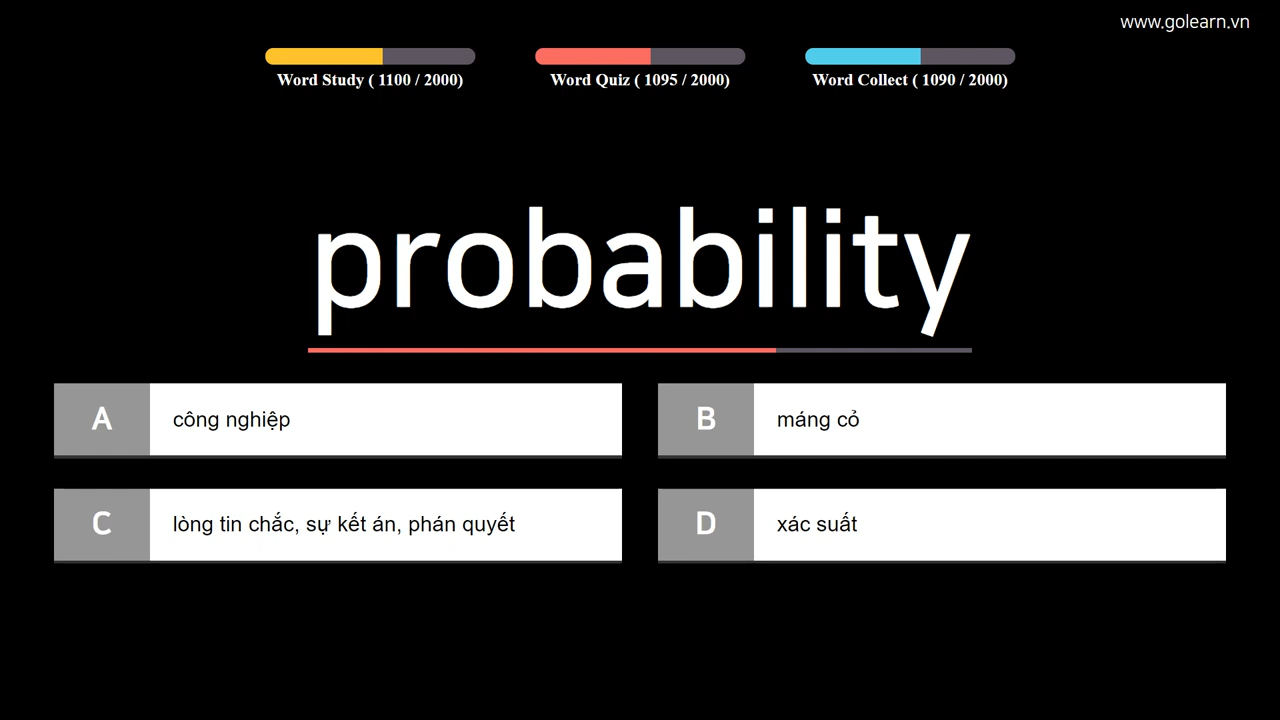 www.golearn.vn
Word Study ( 1100 / 2000)
Word Quiz ( 1095 / 2000)
Word Collect ( 1090 / 2000)
probability
A công nghiệp
B máng cỏ
C lòng tin chắc, sự kết án, phán quyết
D xác suất